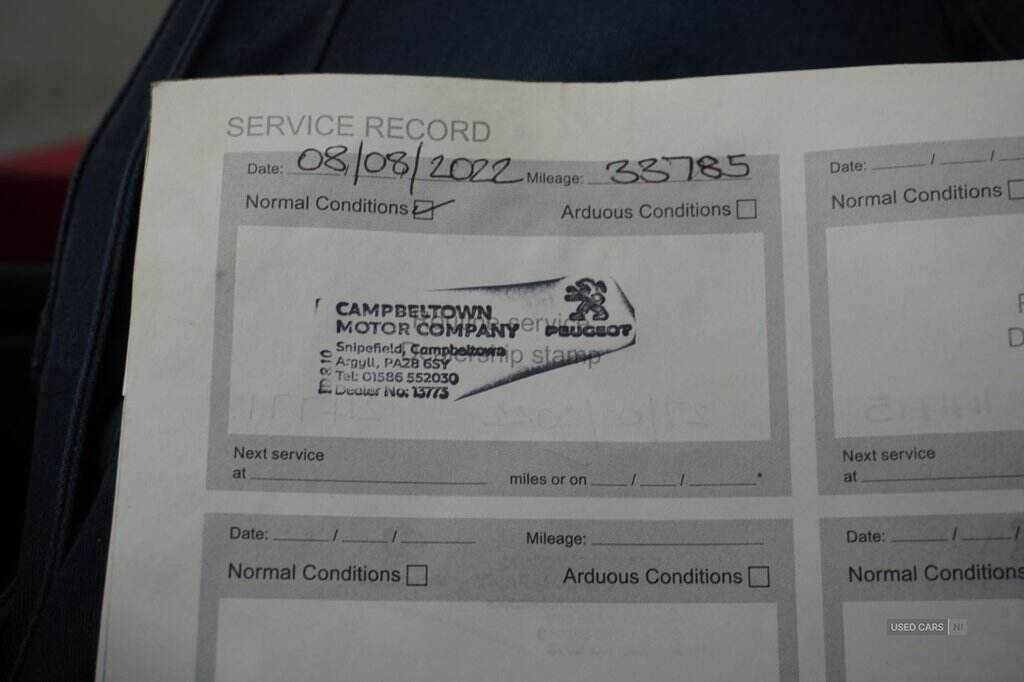 SERVICE RECORD
Date: 08/08/2022 Mileage: 33785
Normal Conditions Arduous Conditions
CAMPBELTOWN
MOTOR COMPANY
Snipefield, Campbeltown
Argyll, PA28 6SY
Tel: 01586 552030
Dealer No: 13773
PEUGEOT
service
stamp
Next service
at miles or on / / *
Date: / / Mileage:
Normal Conditions Arduous Conditions
Date: / /
Normal Conditions
Next service
at
Date: / /
Normal Conditions
USED CARS NI